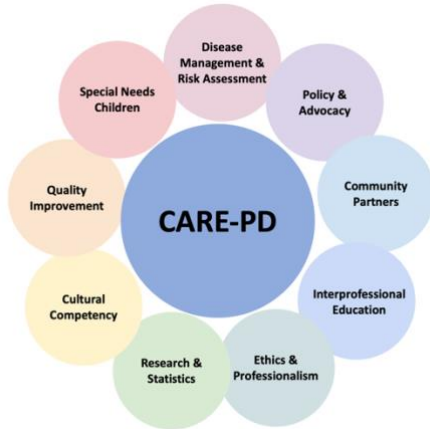 Disease
Management &
Risk Assessment
Policy &
Advocacy
Community
Partners
Interprofessional
Education
Ethics &
Professionalism
Research &
Statistics
Cultural
Competency
Quality
Improvement
Special Needs
Children
CARE-PD